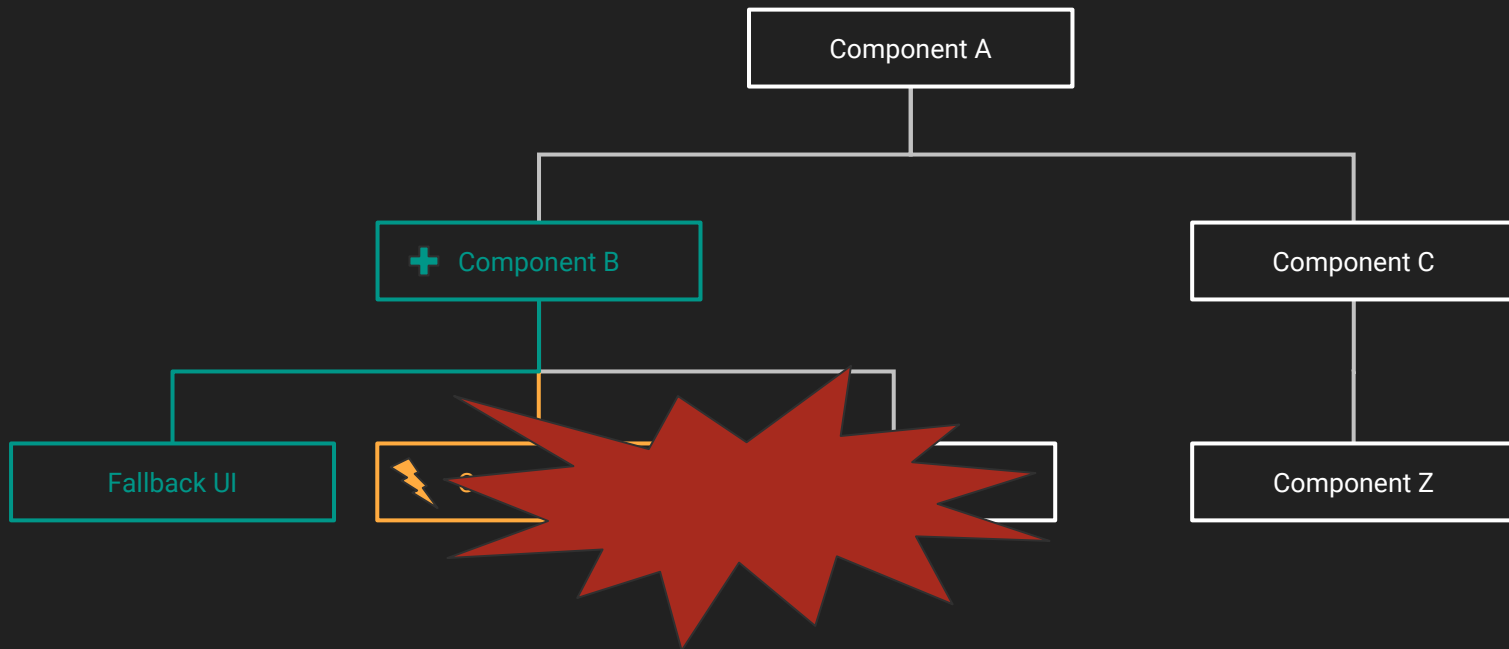 Component A
Component B
Component C
Fallback UI
Component Z